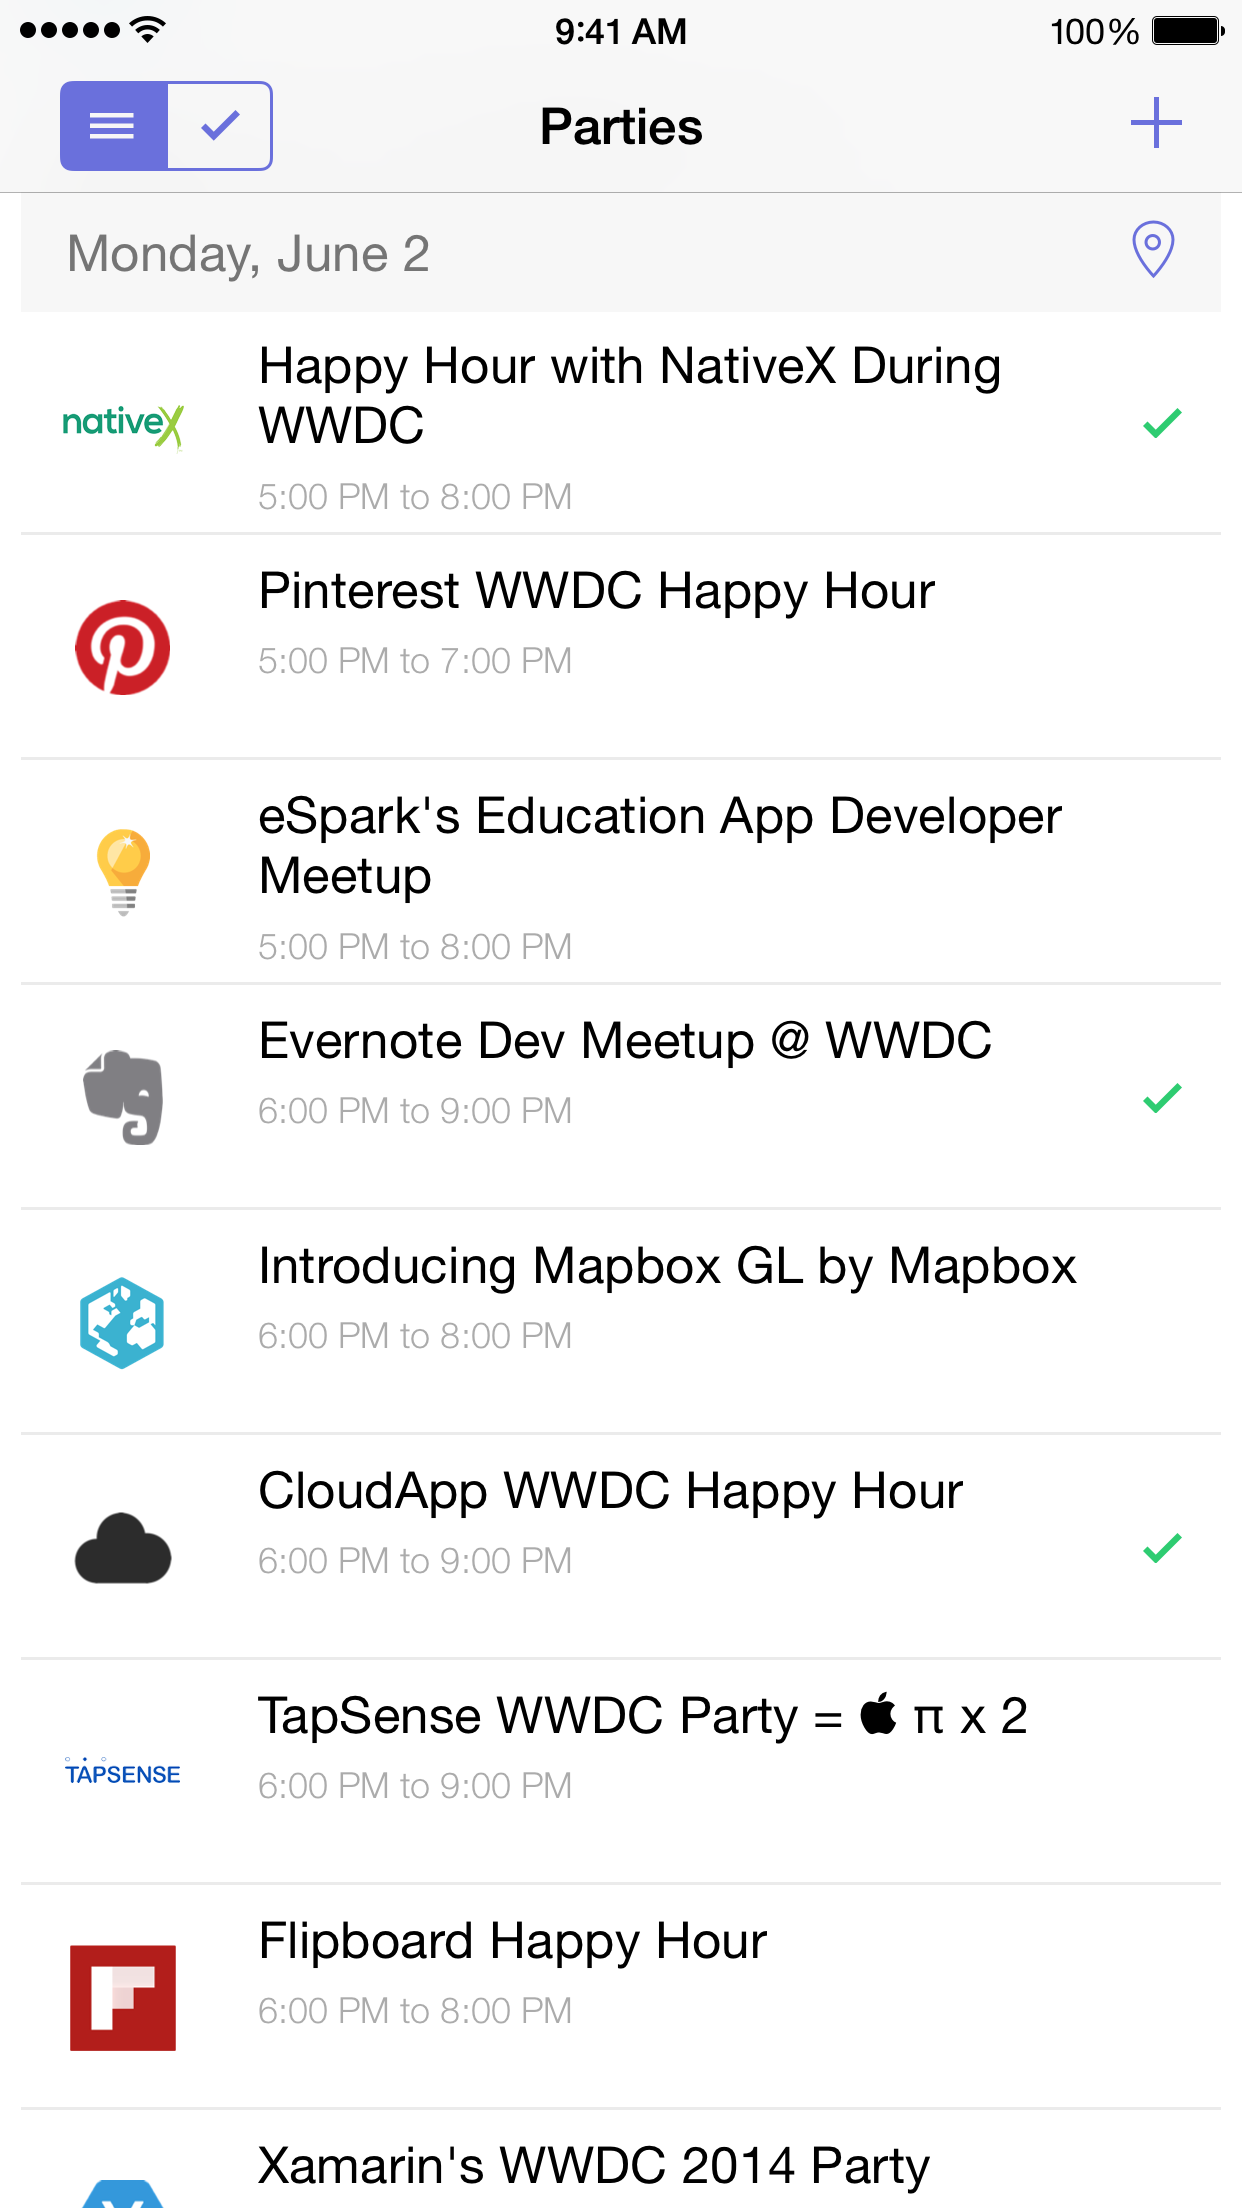 9:41 AM
100%
Parties
Monday, June 2
Happy Hour with NativeX During
WWDC
nativeX
5:00 PM to 8:00 PM
Pinterest WWDC Happy Hour
5:00 PM to 7:00 PM
eSpark's Education App Developer
Meetup
5:00 PM to 8:00 PM
Evernote Dev Meetup @ WWDC
6:00 PM to 9:00 PM
Introducing Mapbox GL by Mapbox
6:00 PM to 8:00 PM
CloudApp WWDC Happy Hour
6:00 PM to 9:00 PM
TapSense WWDC Party =  π x 2
TAPSENSE
6:00 PM to 9:00 PM
Flipboard Happy Hour
6:00 PM to 8:00 PM
Xamarin's WWDC 2014 Party